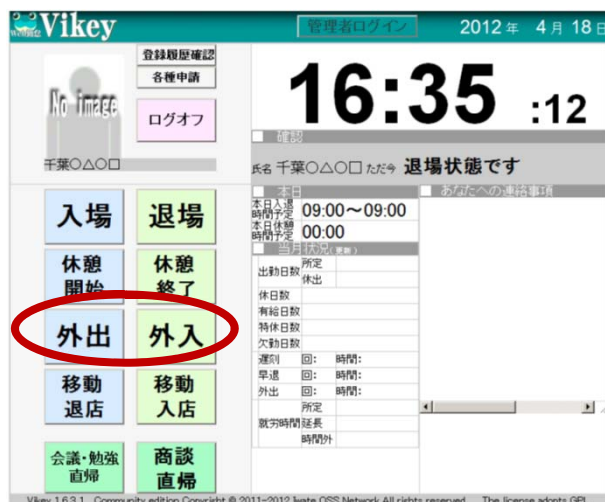 Web勤怠 Vikey
管理者ログイン
2012 年 4 月 18 日
No image
登録履歴確認
各種申請
ログオフ
千葉○△○□
16:35 :12
確認
氏名 千葉○△○□ ただ今 退場状態です
入場 退場
休憩開始 休憩終了
外出 外入
移動退店 移動入店
会議・勉強直帰 商談直帰
本日
本日入退時間予定 09:00～09:00
本日休憩時間予定 00:00
当月状況(更新)
出勤日数 所定
休出
休日数
有給日数
特休日数
欠勤日数
遅刻 回: 時間:
早退 回: 時間:
外出 回: 時間:
就労時間 所定
延長
時間外
あなたへの連絡事項
Vikey 1.6.3.1 Community edition Copyright © 2011-2012 Iwate OSS Network All rights reserved. The license adopts GPL